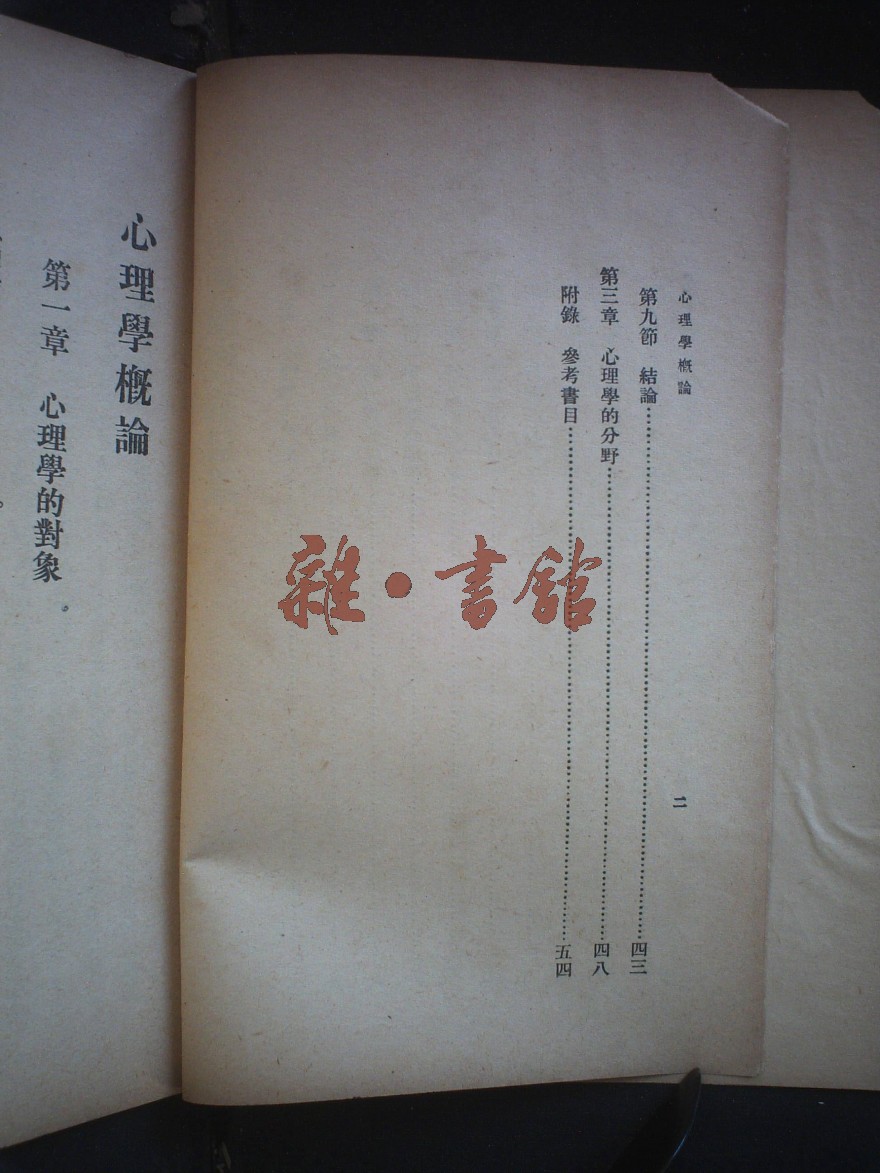 心理學概論
第九節　結論⋯⋯四三
第三章　心理學的分野⋯⋯四八
附錄　參考書目⋯⋯五四
二
雜・書館
心理學概論
第一章　心理學的對象